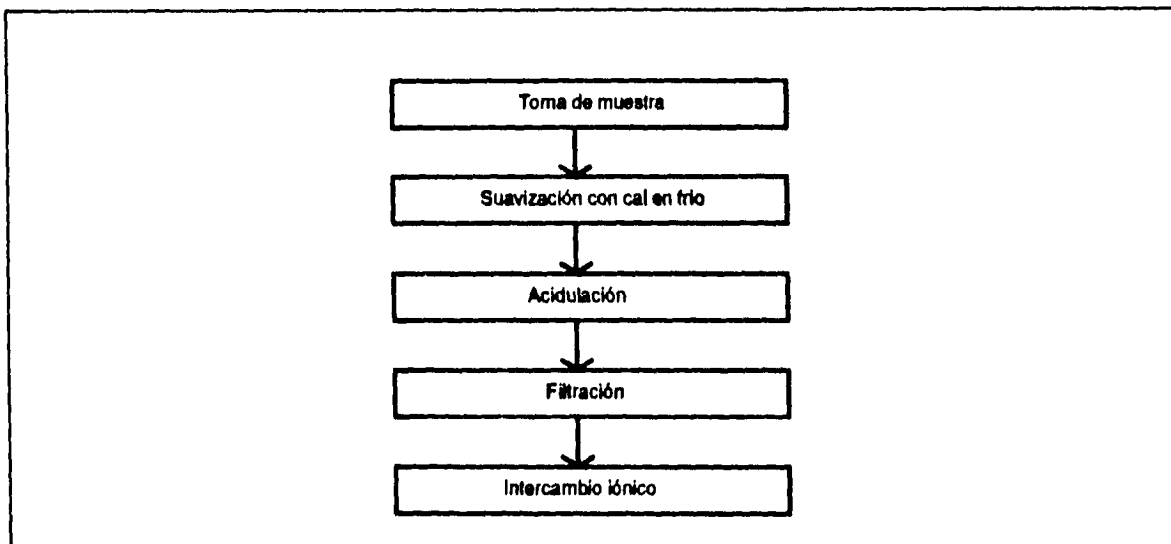 Toma de muestra
Suavización con cal en frío
Acidulación
Filtración
Intercambio iónico